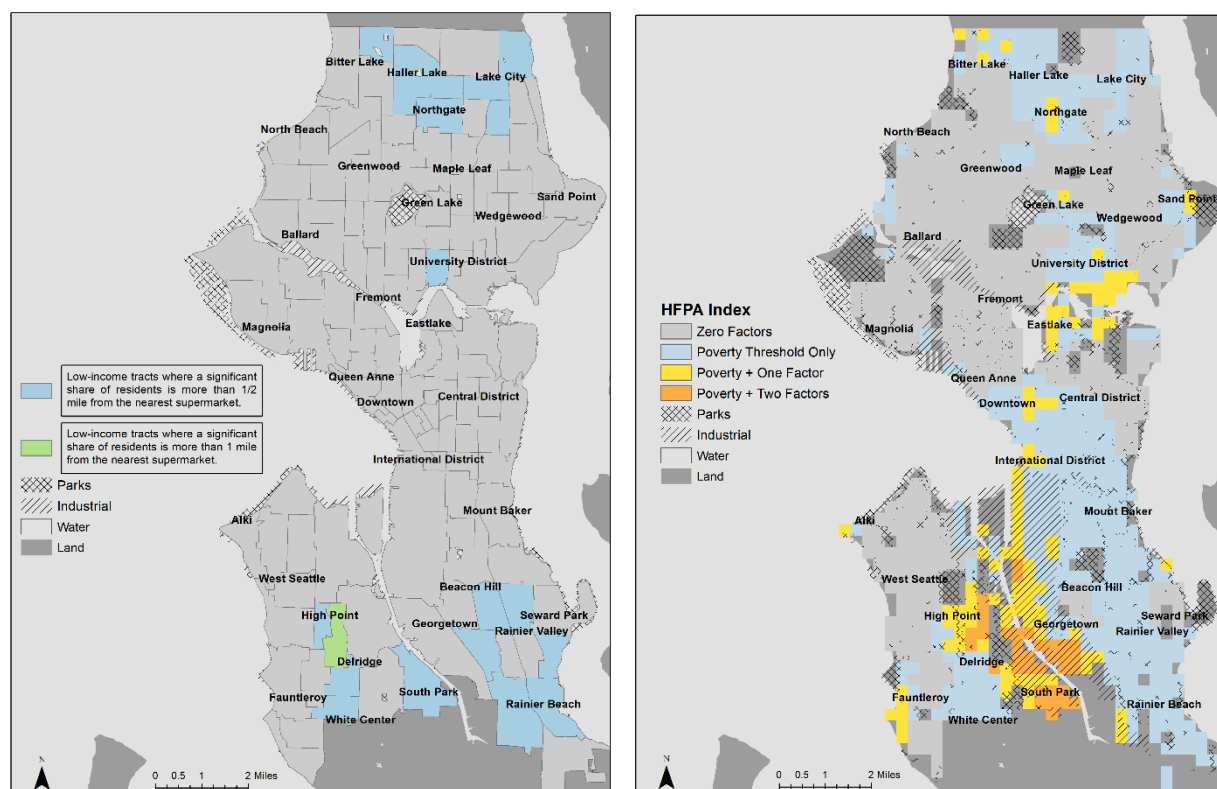 Bitter Lake
Haller Lake
Lake City
Northgate
North Beach
Greenwood
Maple Leaf
Sand Point
Green Lake
Wedgewood
Ballard
University District
Fremont
Magnolia
Eastlake
Queen Anne
Central District
Downtown
Low-income tracts where a significant
share of residents is more than 1/2
mile from the nearest supermarket.
Low-income tracts where a significant
share of residents is more than 1 mile
from the nearest supermarket.
Parks
Industrial
Water
Land
International District
Mount Baker
Alki
West Seattle
Beacon Hill
High Point
Georgetown
Seward Park
Rainier Valley
Delridge
Fauntleroy
South Park
White Center
Rainier Beach
N
0 0.5 1 2 Miles
Bitter Lake
Haller Lake
Lake City
Northgate
North Beach
Greenwood
Maple Leaf
Sand Point
Green Lake
Wedgewood
Ballard
University District
Fremont
Magnolia
Eastlake
Queen Anne
Central District
Downtown
HFPA Index
Zero Factors
Poverty Threshold Only
Poverty + One Factor
Poverty + Two Factors
Parks
Industrial
Water
Land
International District
Mount Baker
Alki
West Seattle
Beacon Hill
High Point
Georgetown
Seward Park
Rainier Valley
Delridge
Fauntleroy
South Park
White Center
Rainier Beach
N
0 0.5 1 2 Miles